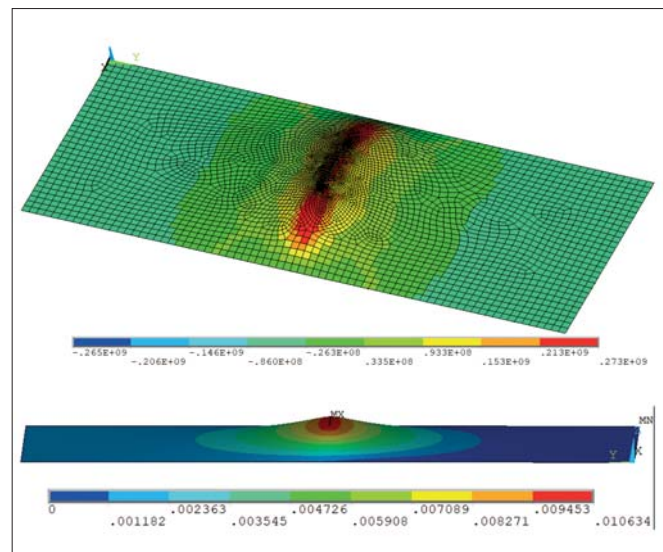 Y
-.265E+09 -.146E+09 -.263E+08 .933E+08 .213E+09
-.206E+09 -.860E+08 .335E+08 .153E+09 .273E+09
MX
MN
Y X
0 .002363 .004726 .007089 .009453
.001182 .003545 .005908 .008271 .010634